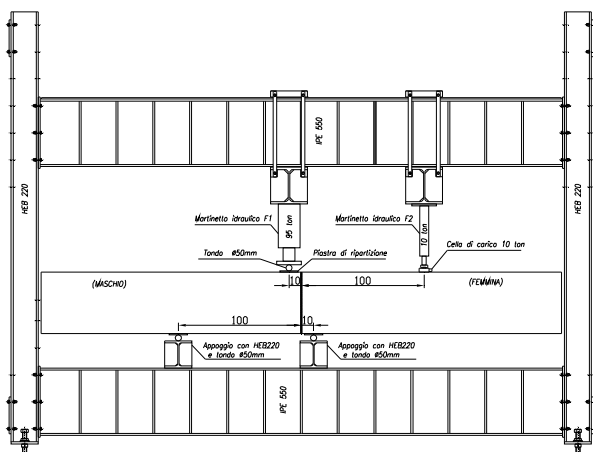 IPE 550
HEB 220
HEB 220
Martinetto idraulico F1
95 ton
Martinetto idraulico F2
10 ton
Tondo Ø50mm
Piastra di ripartizione
Cella di carico 10 ton
(MASCHIO)
10
100
(FEMMINA)
100
10
Appoggio con HEB220
e tondo Ø50mm
Appoggio con HEB220
e tondo Ø50mm
IPE 550